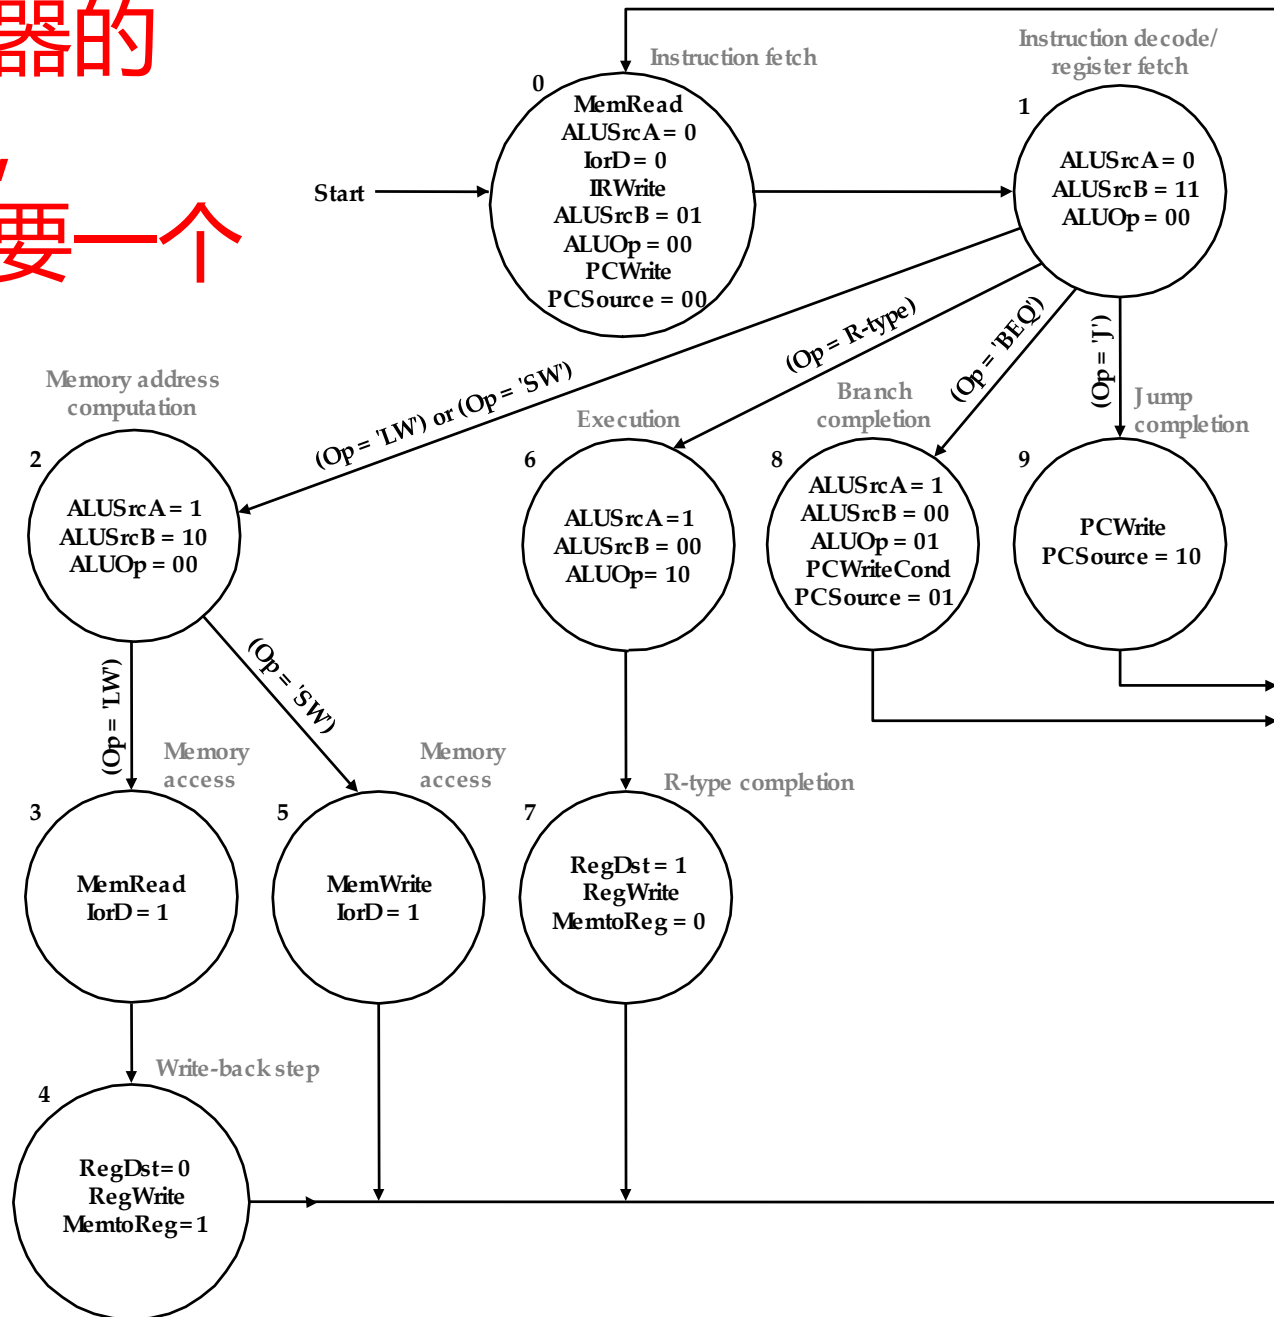 器的
要一个
Instruction fetch
0
MemRead
ALUSrcA = 0
IorD = 0
IRWrite
ALUSrcB = 01
ALUOp = 00
PCWrite
PCSource = 00
Start
Instruction decode/
register fetch
1
ALUSrcA = 0
ALUSrcB = 11
ALUOp = 00
(Op = 'LW') or (Op = 'SW')
(Op = R-type)
(Op = 'BEQ')
(Op = 'J')
Memory address
computation
2
ALUSrcA = 1
ALUSrcB = 10
ALUOp = 00
Execution
6
ALUSrcA =1
ALUSrcB = 00
ALUOp= 10
Branch
completion
8
ALUSrcA = 1
ALUSrcB = 00
ALUOp = 01
PCWriteCond
PCSource = 01
Jump
completion
9
PCWrite
PCSource = 10
(Op = 'LW')
(Op = 'SW')
Memory
access
3
MemRead
IorD = 1
Memory
access
5
MemWrite
IorD = 1
R-type completion
7
RegDst = 1
RegWrite
MemtoReg = 0
Write-back step
4
RegDst=0
RegWrite
MemtoReg=1